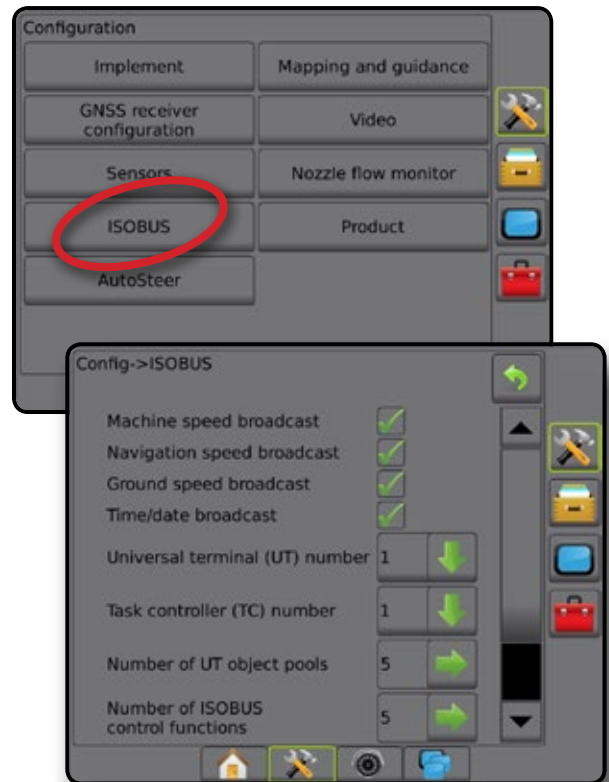 Configuration
Implement
Mapping and guidance
GNSS receiver
configuration
Video
Sensors
Nozzle flow monitor
ISOBUS
Product
AutoSteer
Config->ISOBUS
Machine speed broadcast
Navigation speed broadcast
Ground speed broadcast
Time/date broadcast
Universal terminal (UT) number 1
Task controller (TC) number 1
Number of UT object pools 5
Number of ISOBUS
control functions 5